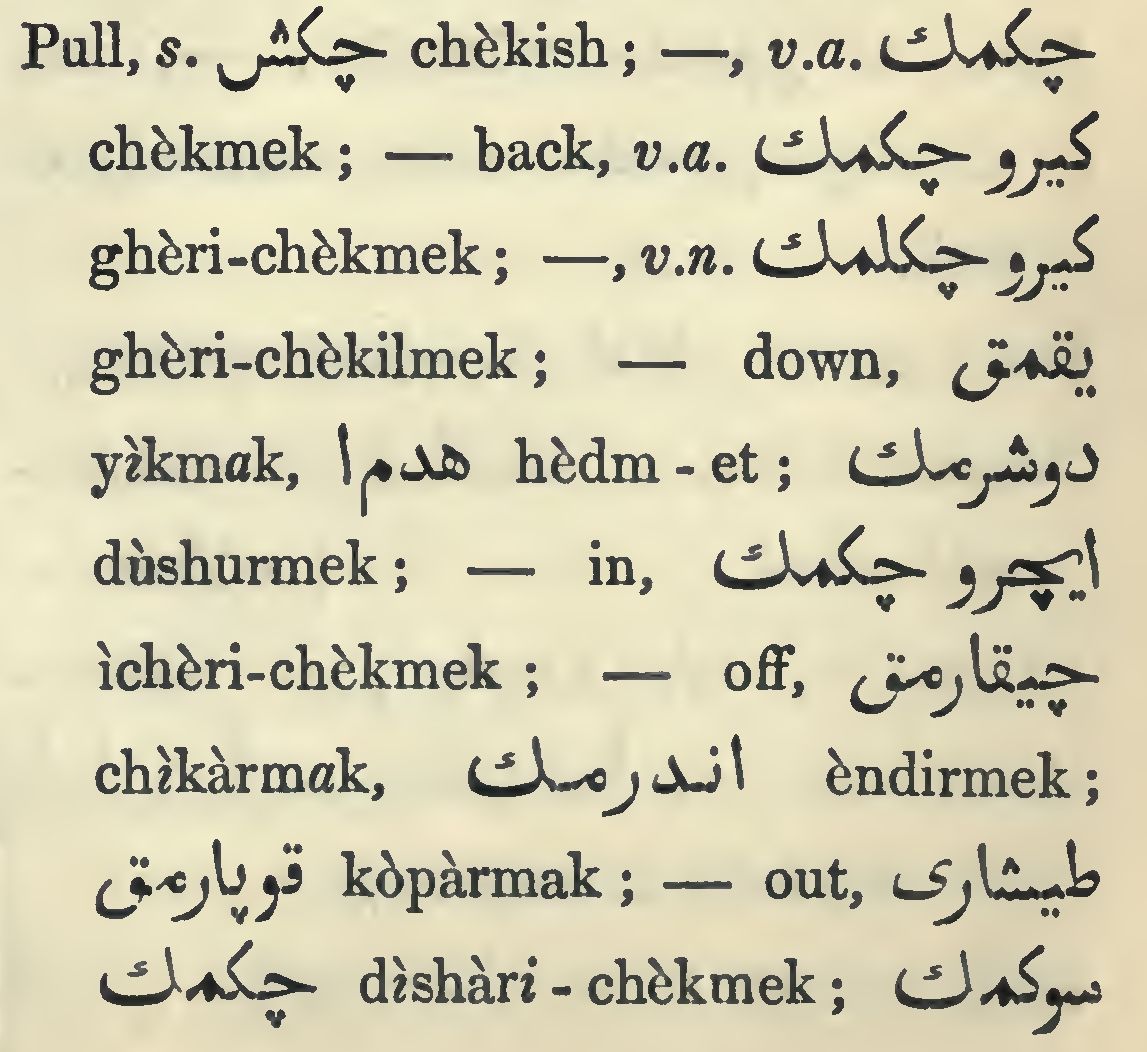 Pull, s. چكش chèkish; —, v.a. چكمك
chèkmek; — back, v.a. كيرو چكمك
ghèri-chèkmek; —, v.n. كيرو چكلمك
ghèri-chèkilmek; — down, يقمق
yìkmak, هدم ا hèdm-et; دوشرمك
dùshurmek; — in, ايچرو چكمك
ìchèri-chèkmek; — off, چيقارمق
chìkàrmak, اندرمك èndirmek;
قوپارمق kòpàrmak; — out, طيشارى
چكمك dìshàri-chèkmek; سوكمك